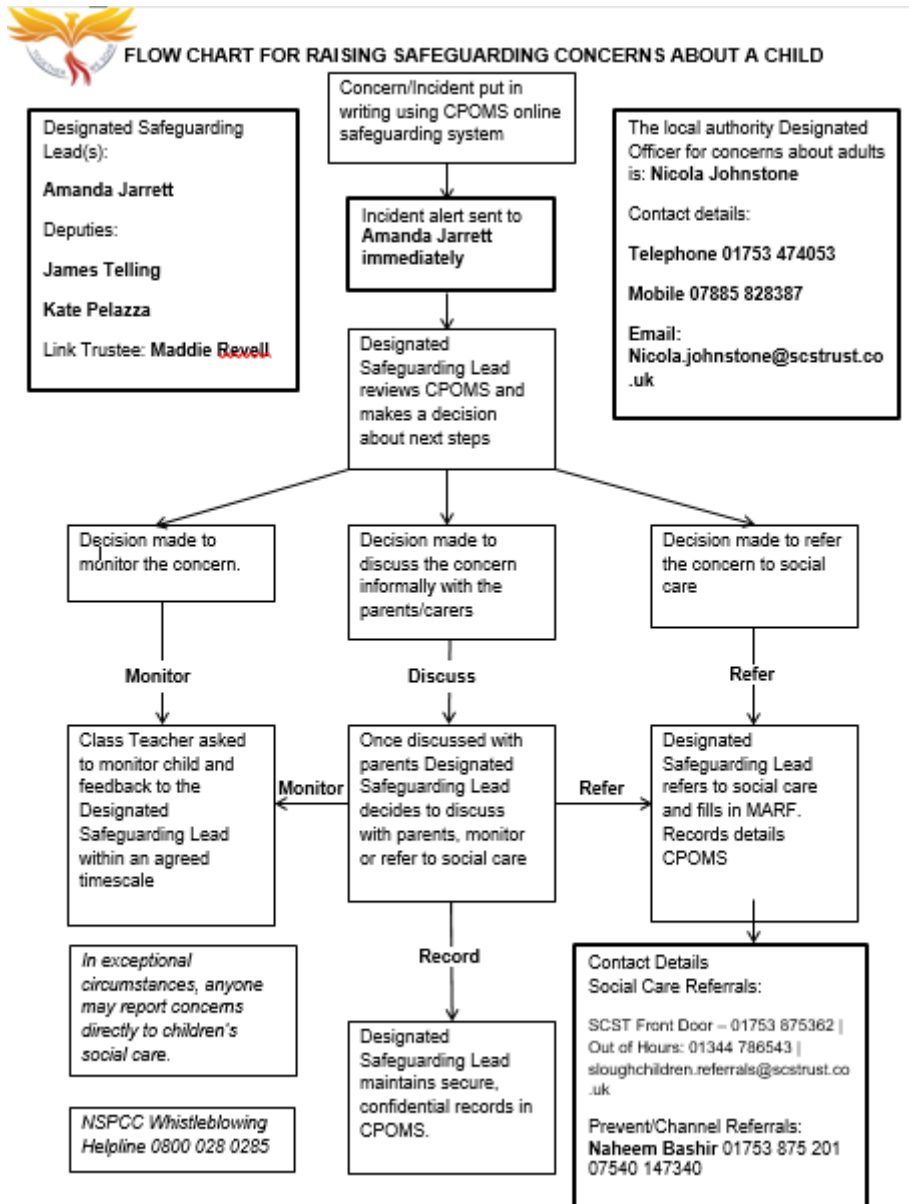 TOGETHER WE SOAR
FLOW CHART FOR RAISING SAFEGUARDING CONCERNS ABOUT A CHILD
Concern/Incident put in
writing using CPOMS online
safeguarding system
Designated Safeguarding
Lead(s):
Amanda Jarrett
Deputies:
James Telling
Kate Pelazza
Link Trustee: Maddie Revell
Incident alert sent to
Amanda Jarrett
immediately
The local authority Designated
Officer for concerns about adults
is: Nicola Johnstone
Contact details:
Telephone 01753 474053
Mobile 07885 828387
Email:
Nicola.johnstone@scstrust.co
.uk
Designated
Safeguarding Lead
reviews CPOMS and
makes a decision
about next steps
Decision made to
monitor the concern.
Decision made to
discuss the concern
informally with the
parents/carers
Decision made to refer
the concern to social
care
Monitor
Discuss
Refer
Class Teacher asked
to monitor child and
feedback to the
Designated
Safeguarding Lead
within an agreed
timescale
Monitor
Once discussed with
parents Designated
Safeguarding Lead
decides to discuss
with parents, monitor
or refer to social care
Refer
Designated
Safeguarding Lead
refers to social care
and fills in MARF.
Records details
CPOMS
In exceptional
circumstances, anyone
may report concerns
directly to children's
social care.
Record
NSPCC Whistleblowing
Helpline 0800 028 0285
Designated
Safeguarding Lead
maintains secure,
confidential records in
CPOMS.
Contact Details
Social Care Referrals:
SCST Front Door – 01753 875362 |
Out of Hours: 01344 786543 |
sloughchildren.referrals@scstrust.co
.uk
Prevent/Channel Referrals:
Naheem Bashir 01753 875 201
07540 147340